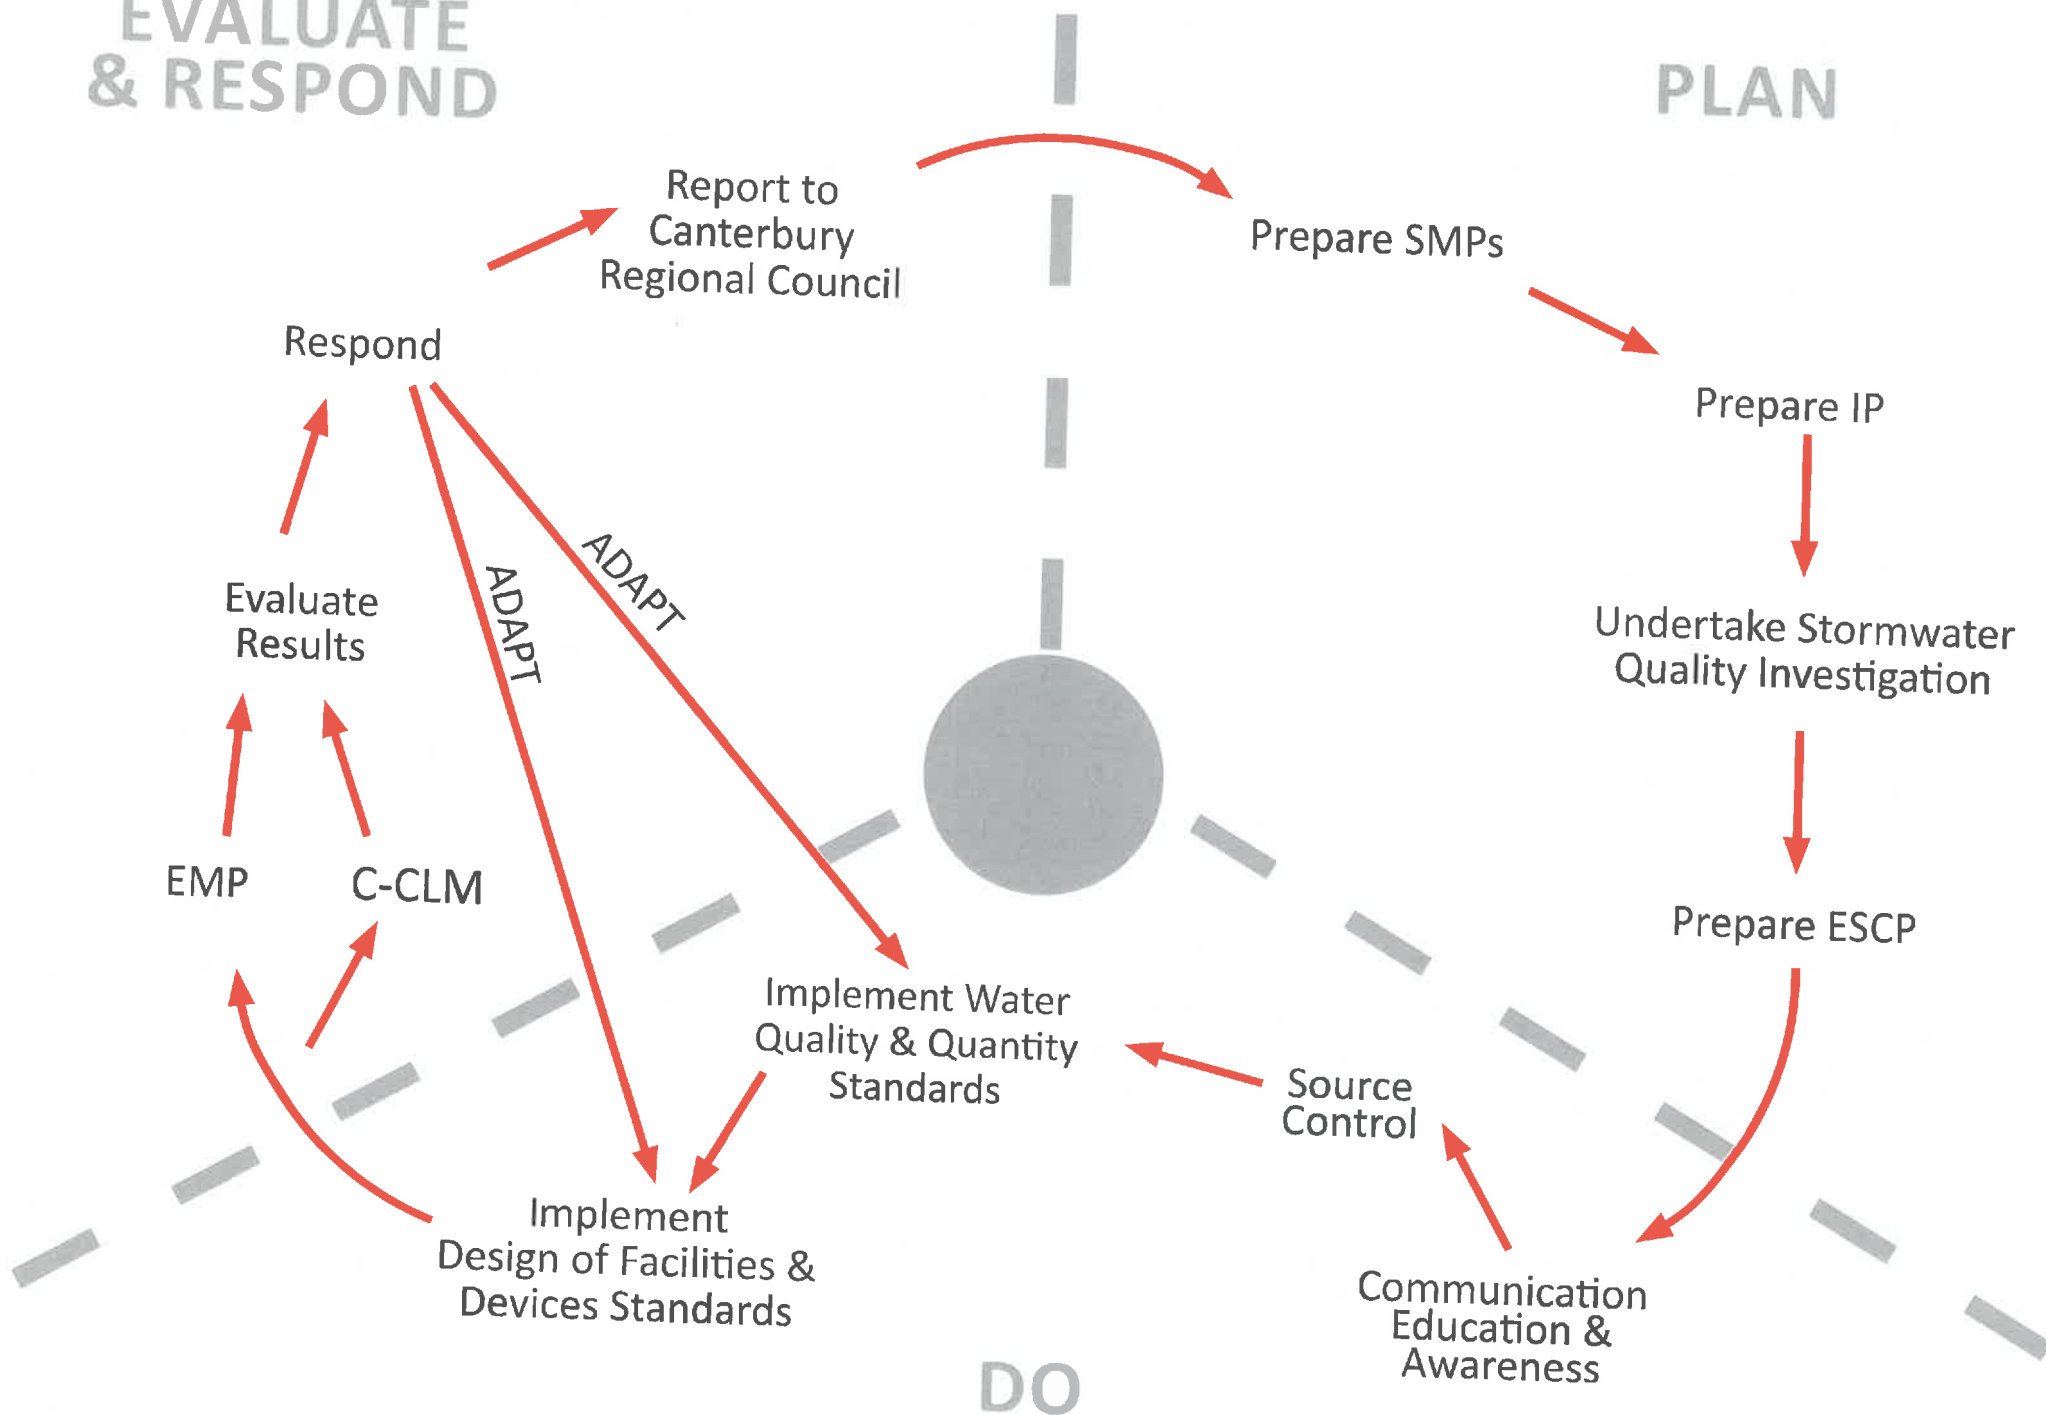 EVALUATE
& RESPOND
PLAN
Report to
Canterbury
Regional Council
Prepare SMPs
Respond
Prepare IP
ADAPT
ADAPT
Evaluate
Results
Undertake Stormwater
Quality Investigation
EMP
C-CLM
Prepare ESCP
Implement Water
Quality & Quantity
Standards
Source
Control
Implement
Design of Facilities &
Devices Standards
Communication
Education &
Awareness
DO